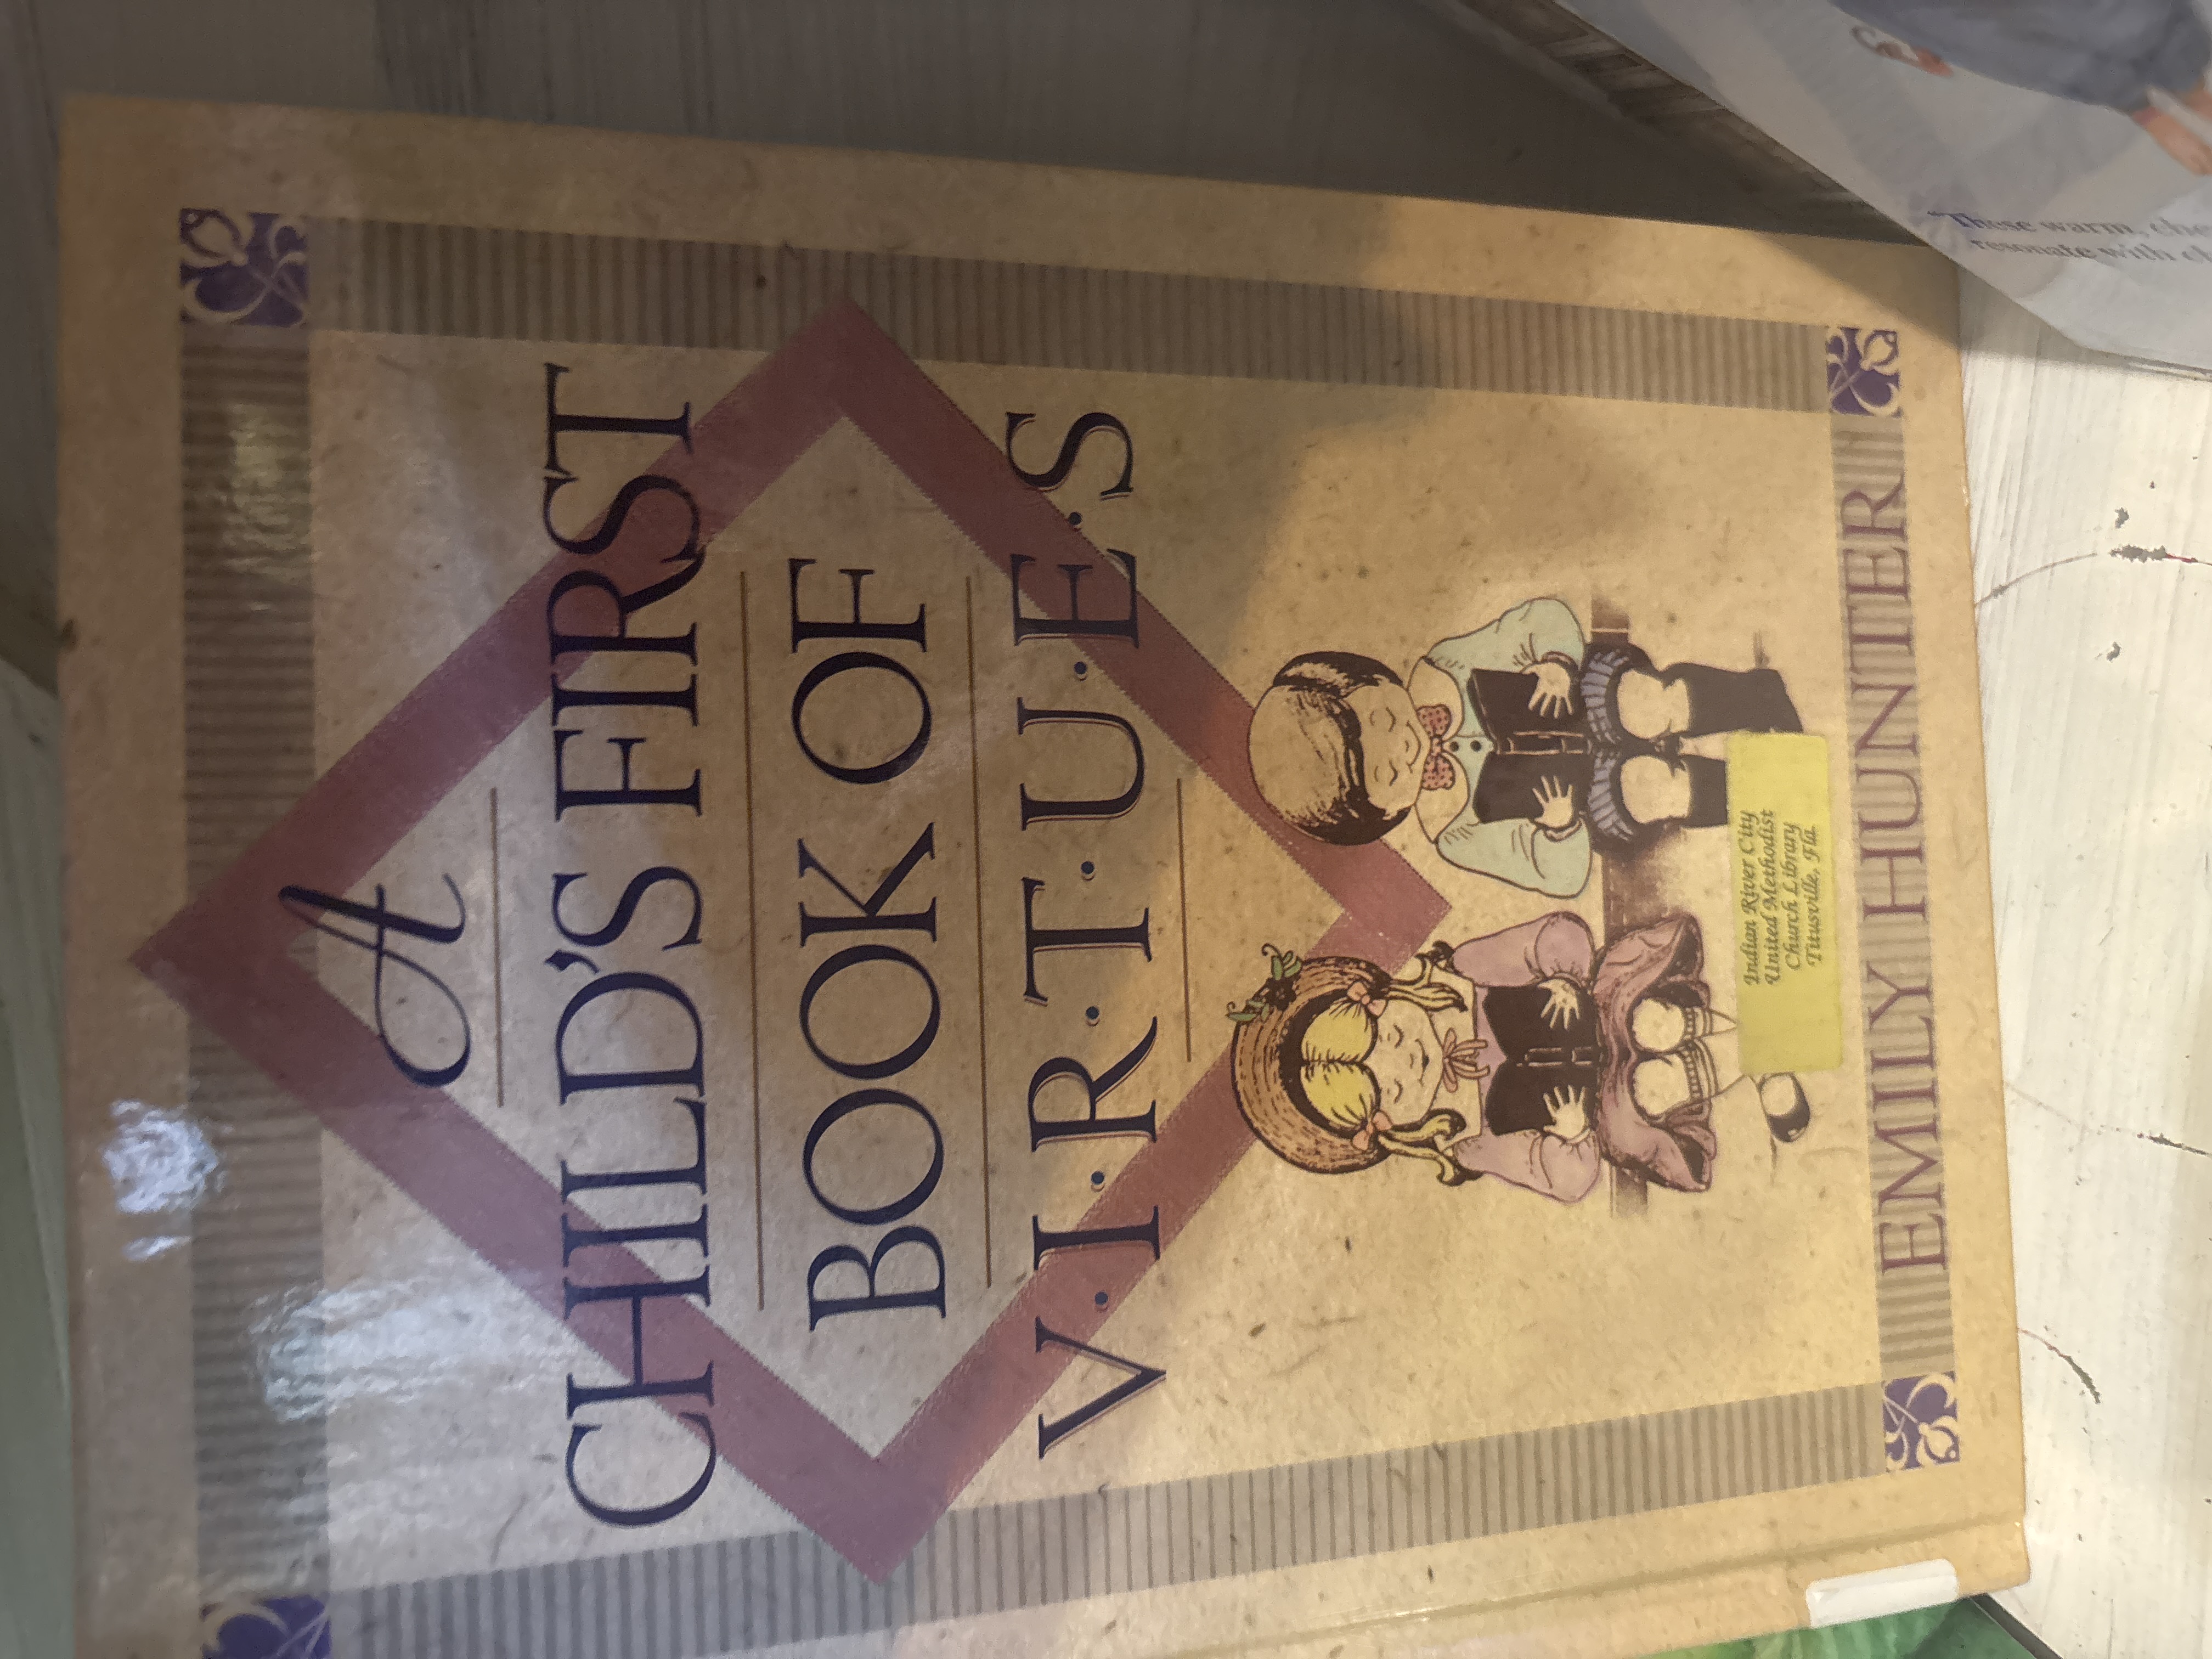 A
CHILD'S FIRST
BOOK OF
V·I·R·T·U·E·S
Indian River City
United Methodist
Church Library
Titusville, Fla.
EMILY HUNTER
"These warm,
resonate with